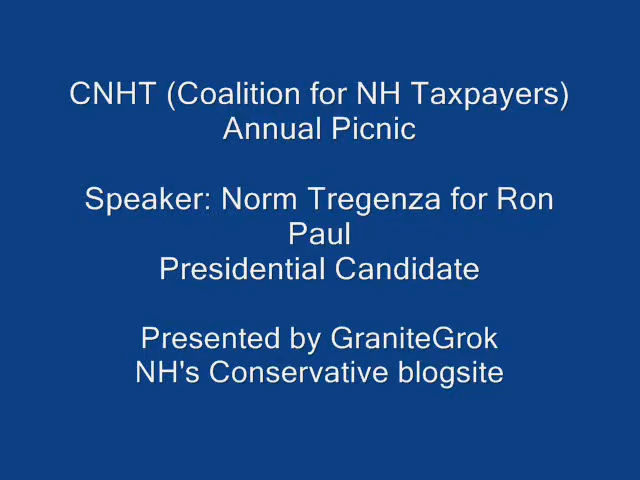 CNHT (Coalition for NH Taxpayers)
Annual Picnic
Speaker: Norm Tregenza for Ron
Paul
Presidential Candidate
Presented by GraniteGrok
NH's Conservative blogsite